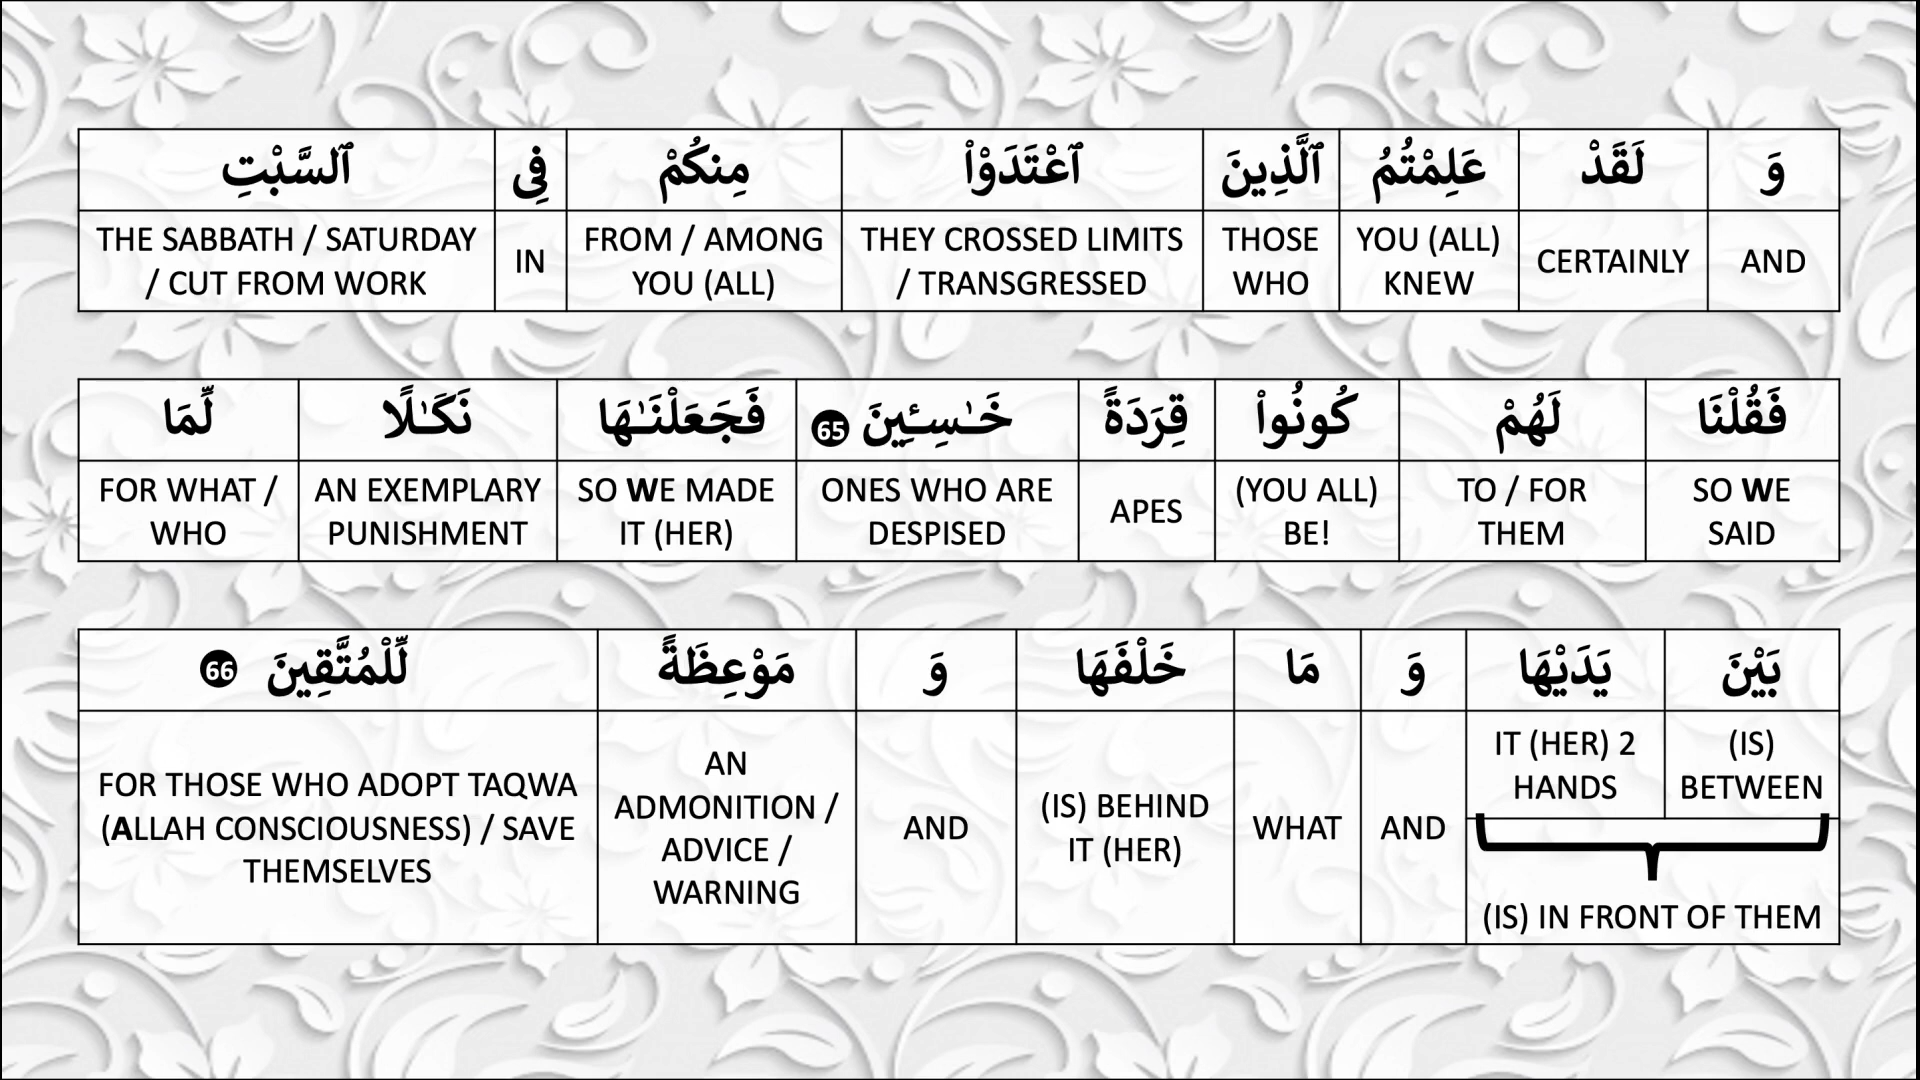 وَ لَقَدْ عَلِمْتُمُ ٱلَّذِينَ ٱعْتَدَوْا۟ مِنكُمْ فِى ٱلسَّبْتِ
AND
CERTAINLY
YOU (ALL)
KNEW
THOSE
WHO
THEY CROSSED LIMITS
/ TRANSGRESSED
FROM / AMONG
YOU (ALL)
IN
THE SABBATH / SATURDAY
/ CUT FROM WORK
فَقُلْنَا لَهُمْ كُونُوا۟ قِرَدَةً خَـٰسِـِٔينَ 65 فَجَعَلْنَـٰهَا نَكَـٰلًا لِّمَا
SO WE
SAID
TO / FOR
THEM
(YOU ALL)
BE!
APES
ONES WHO ARE
DESPISED
SO WE MADE
IT (HER)
AN EXEMPLARY
PUNISHMENT
FOR WHAT /
WHO
بَيْنَ يَدَيْهَا وَ مَا خَلْفَهَا وَ مَوْعِظَةً لِّلْمُتَّقِينَ 66
(IS)
BETWEEN
IT (HER) 2
HANDS
(IS) IN FRONT OF THEM
AND
WHAT
(IS) BEHIND
IT (HER)
AND
AN
ADMONITION /
ADVICE /
WARNING
FOR THOSE WHO ADOPT TAQWA
(ALLAH CONSCIOUSNESS) / SAVE
THEMSELVES